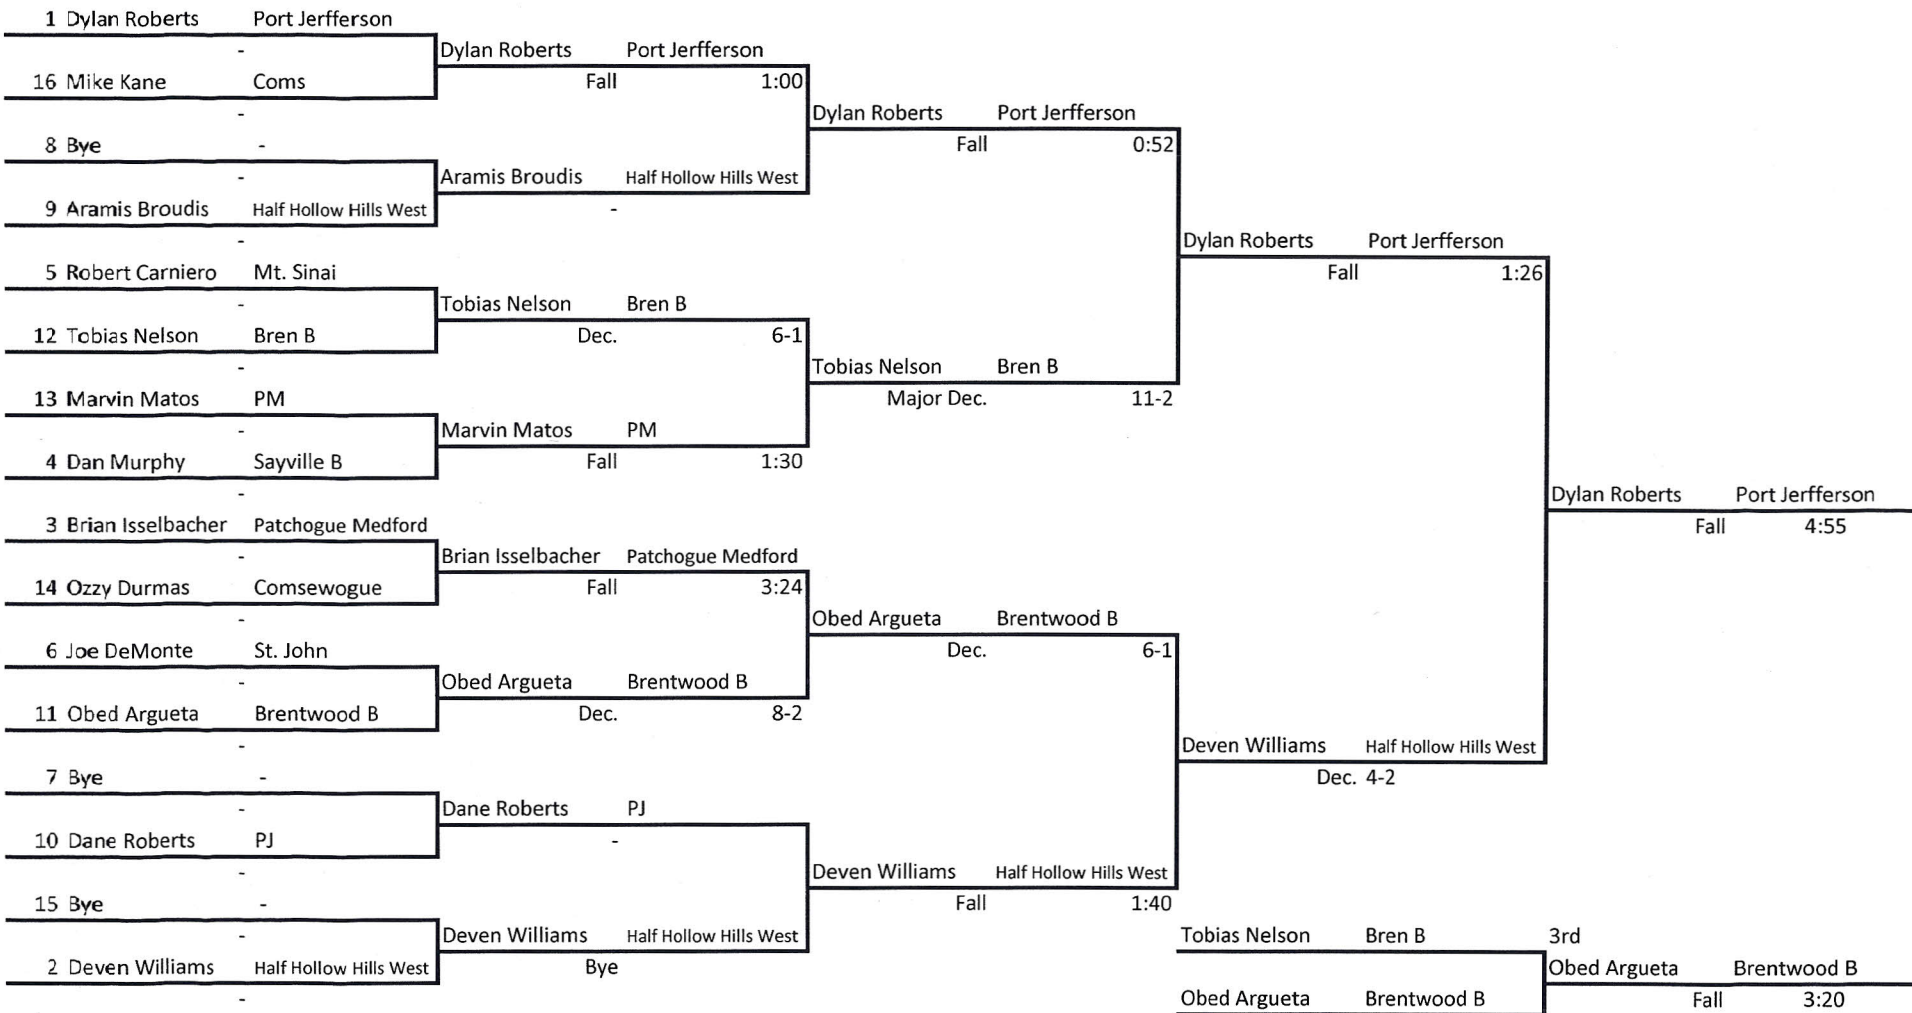 1 Dylan Roberts Port Jerfferson
-
Dylan Roberts Port Jerfferson
16 Mike Kane Coms
Fall 1:00
-
Dylan Roberts Port Jerfferson
8 Bye -
Fall 0:52
-
Aramis Broudis Half Hollow Hills West
9 Aramis Broudis Half Hollow Hills West
-
-
Dylan Roberts Port Jerfferson
5 Robert Carniero Mt. Sinai
Fall 1:26
-
Tobias Nelson Bren B
12 Tobias Nelson Bren B
Dec. 6-1
-
Tobias Nelson Bren B
13 Marvin Matos PM
Major Dec. 11-2
-
Marvin Matos PM
4 Dan Murphy Sayville B
Fall 1:30
-
Dylan Roberts Port Jerfferson
3 Brian Isselbacher Patchogue Medford
Fall 4:55
-
Brian Isselbacher Patchogue Medford
14 Ozzy Durmas Comsewogue
Fall 3:24
-
Obed Argueta Brentwood B
6 Joe DeMonte St. John
Dec. 6-1
-
Obed Argueta Brentwood B
11 Obed Argueta Brentwood B
Dec. 8-2
-
Deven Williams Half Hollow Hills West
7 Bye -
Dec. 4-2
-
Dane Roberts PJ
10 Dane Roberts PJ
-
-
Deven Williams Half Hollow Hills West
15 Bye -
Fall 1:40
-
Deven Williams Half Hollow Hills West
Tobias Nelson Bren B 3rd
2 Deven Williams Half Hollow Hills West
Bye
Obed Argueta Brentwood B
-
Obed Argueta Brentwood B
Fall 3:20